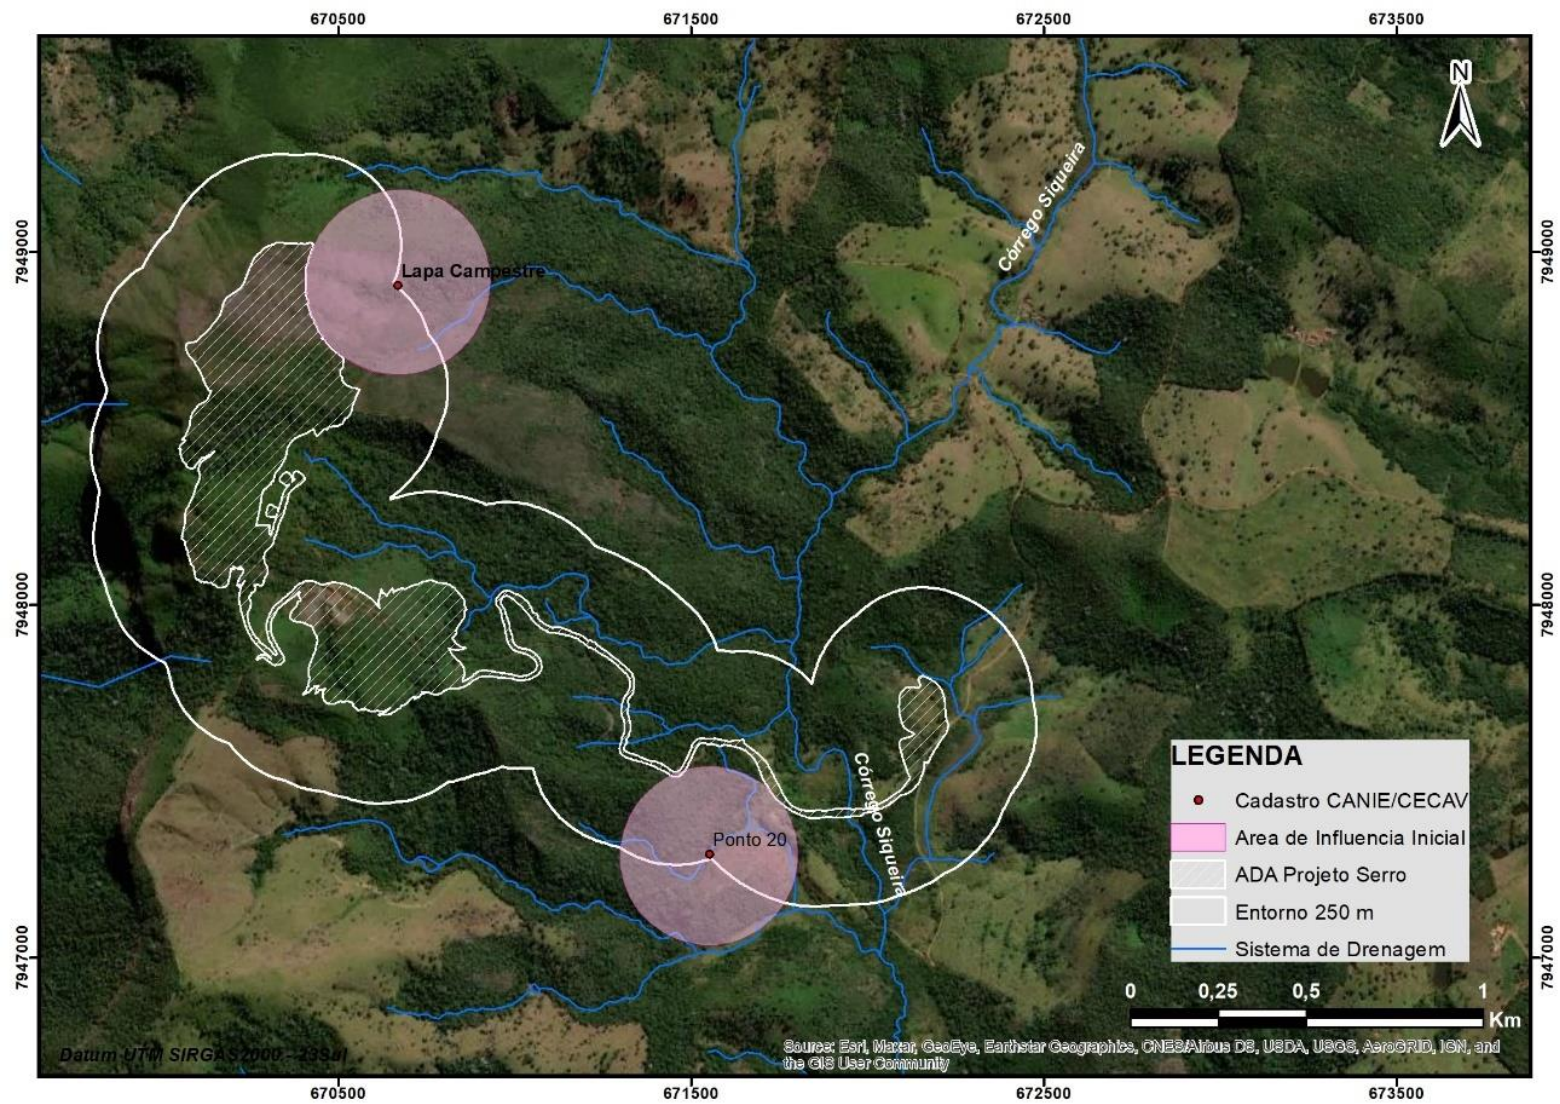 670500
671500
672500
673500
N
Córrego Siqueira
7949000
7949000
Lapa Campestre
7948000
7948000
Córrego Siqueira
LEGENDA
Cadastro CANIE/CECAV
Area de Influencia Inicial
ADA Projeto Serro
Entorno 250 m
Sistema de Drenagem
Ponto 20
7947000
7947000
0 0,25 0,5 1
Km
Datum UTM SIRGAS2000 - 23Sul
Source: Esri, Maxar, GeoEye, Earthstar Geographics, CNES/Airbus DS, USDA, USGS, AeroGRID, IGN, and
the GIS User Community
670500
671500
672500
673500